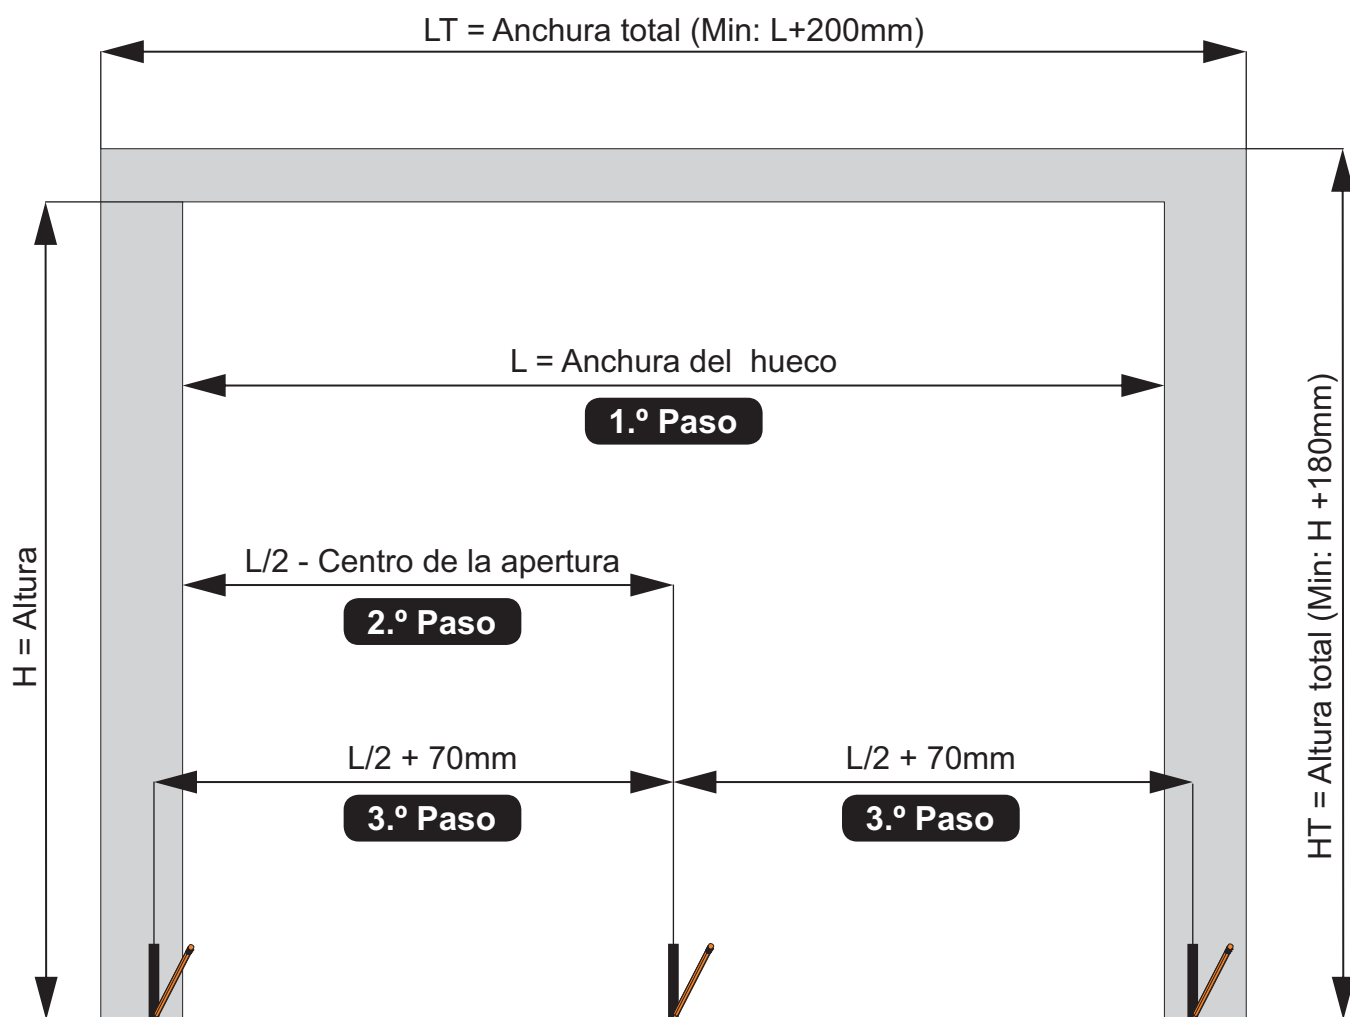 LT = Anchura total (Min: L+200mm)
L = Anchura del hueco
1.º Paso
HT = Altura total (Min: H +180mm)
H = Altura
L/2 - Centro de la apertura
2.º Paso
L/2 + 70mm
L/2 + 70mm
3.º Paso
3.º Paso